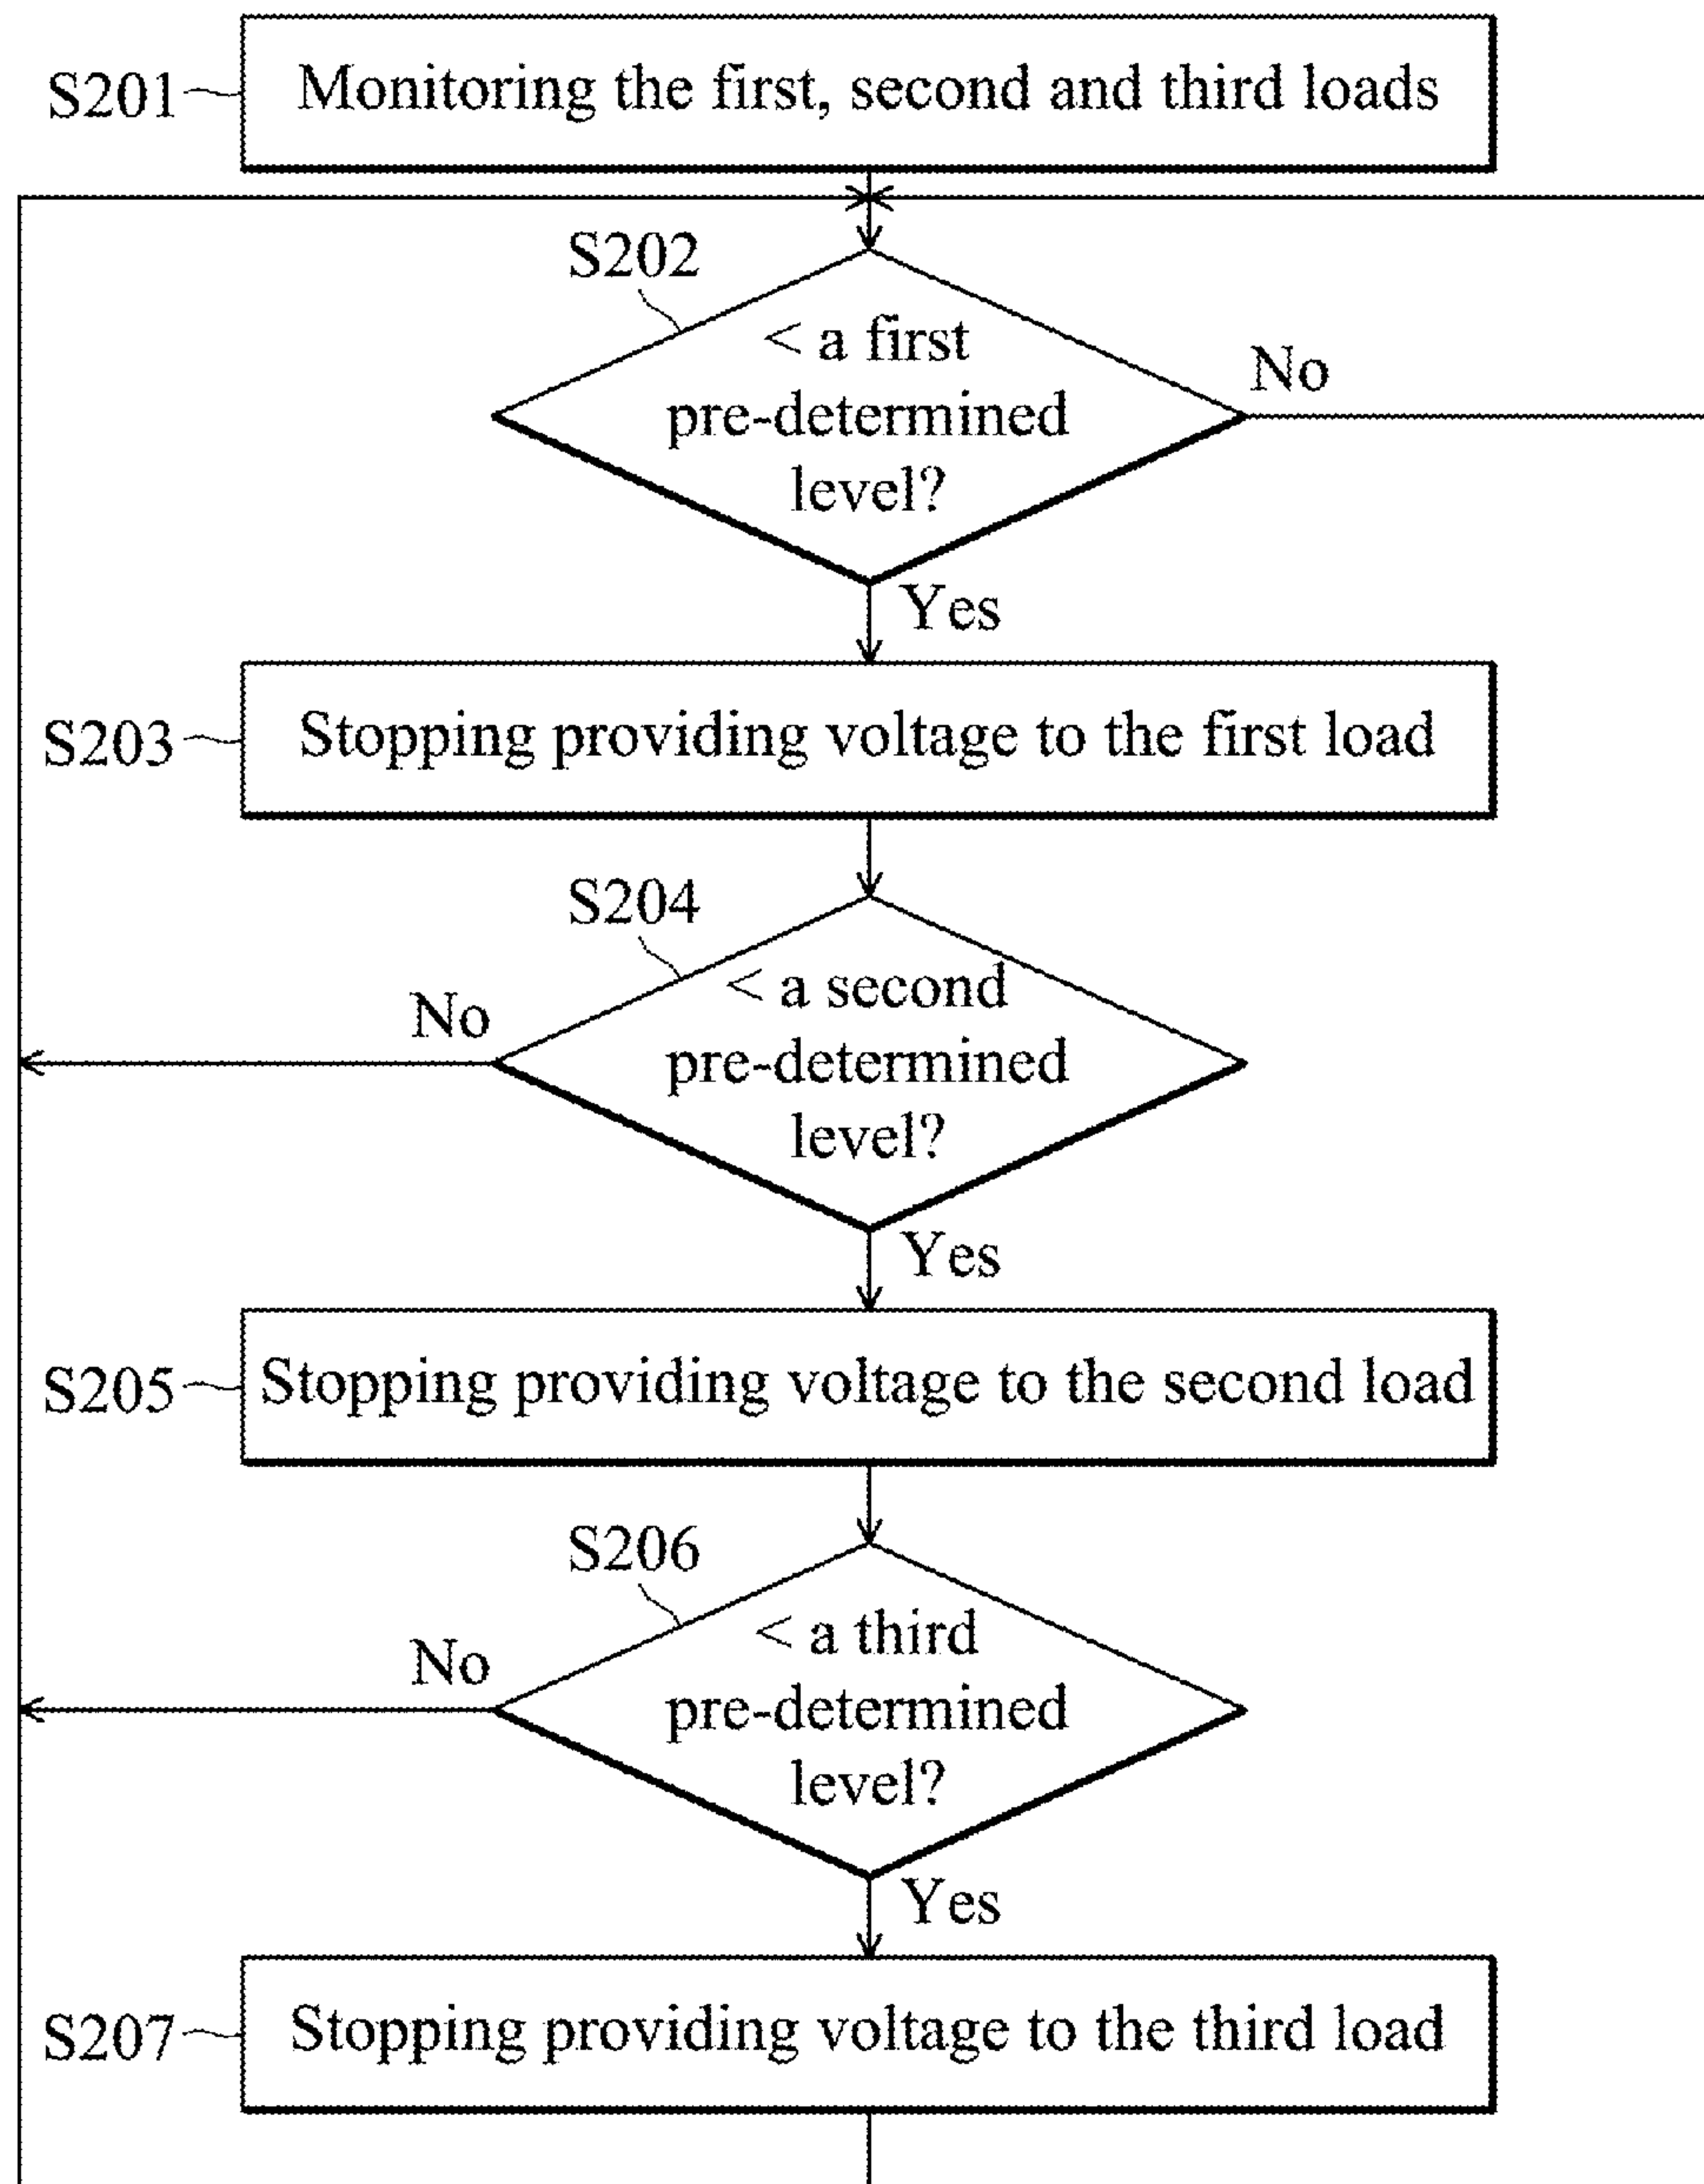 S201
Monitoring the first, second and third loads
S202
< a first
pre-determined
level?
No
Yes
S203
Stopping providing voltage to the first load
S204
< a second
pre-determined
level?
No
Yes
S205
Stopping providing voltage to the second load
S206
< a third
pre-determined
level?
No
Yes
S207
Stopping providing voltage to the third load